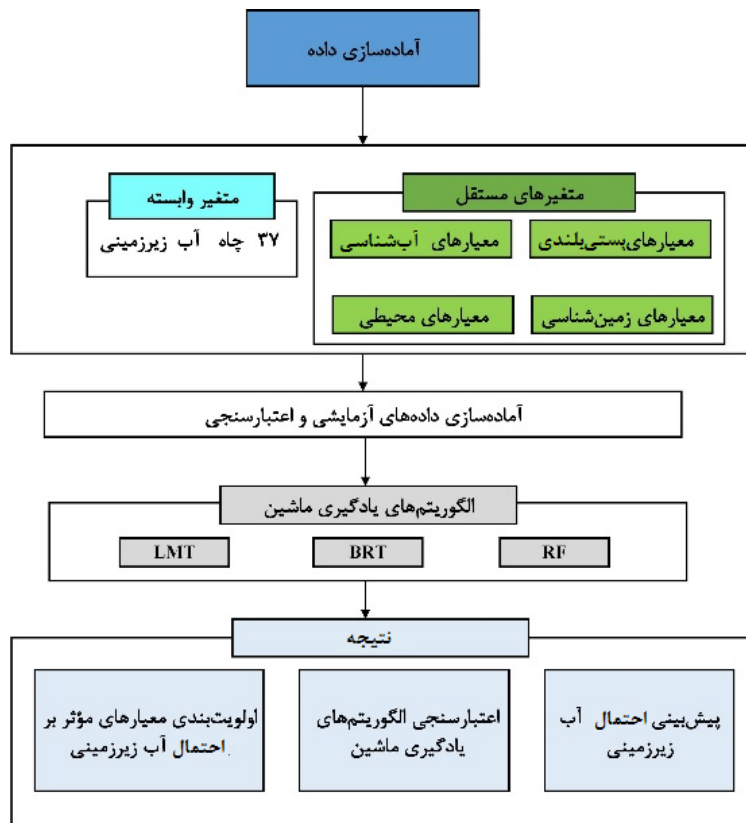 آماده‌سازی داده
متغیرهای مستقل
متغیر وابسته
معیارهای‌پستی‌بلندی
معیارهای آب‌شناسی
۳۷ چاه آب زیرزمینی
معیارهای زمین‌شناسی
معیارهای محیطی
آماده‌سازی داده‌های آزمایشی و اعتبارسنجی
الگوریتم‌های یادگیری ماشین
RF
BRT
LMT
نتیجه
پیش‌بینی احتمال آب
زیرزمینی
اعتبارسنجی الگوریتم‌های
یادگیری ماشین
اولویت‌بندی معیارهای مؤثر بر
احتمال آب زیرزمینی.